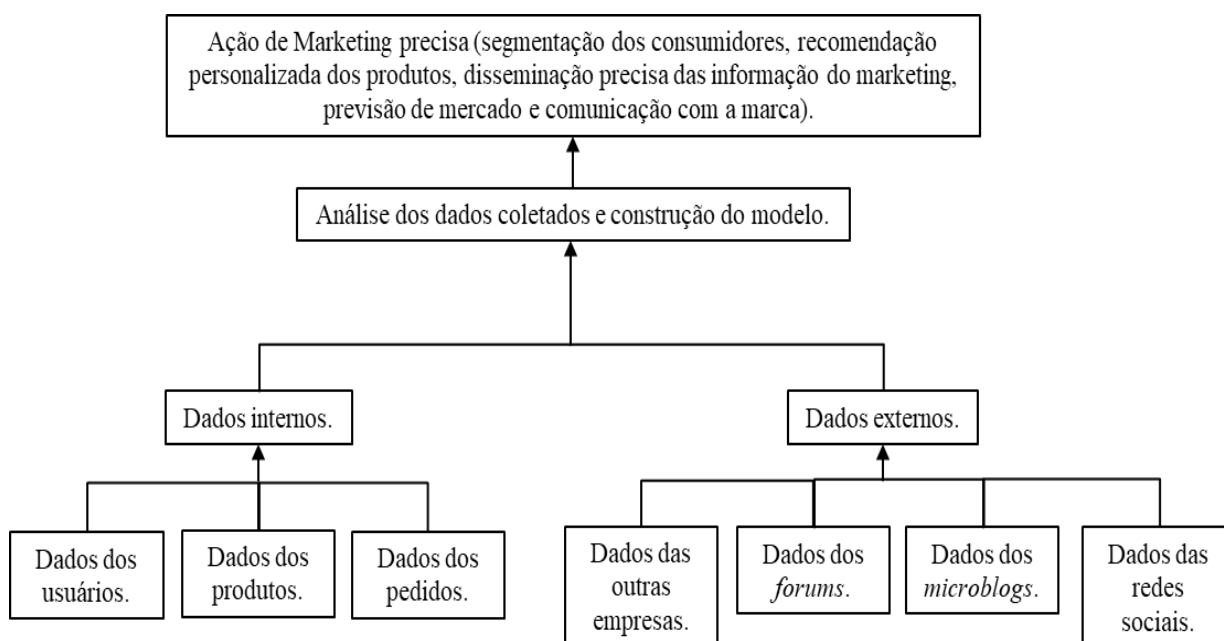 Ação de Marketing precisa (segmentação dos consumidores, recomendação
personalizada dos produtos, disseminação precisa das informação do marketing,
previsão de mercado e comunicação com a marca).
Análise dos dados coletados e construção do modelo.
Dados internos.
Dados externos.
Dados dos
usuários.
Dados dos
produtos.
Dados dos
pedidos.
Dados das
outras
empresas.
Dados dos
forums.
Dados dos
microblogs.
Dados das
redes
sociais.